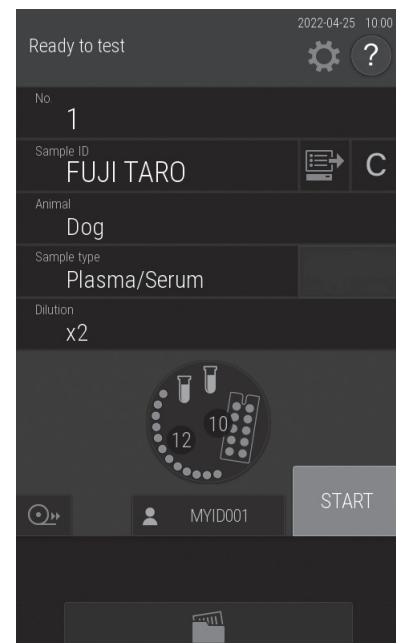 2022-04-25 10:00
Ready to test
?
No.
1
Sample ID
FUJI TARO
C
Animal
Dog
Sample type
Plasma/Serum
Dilution
x2
10
12
START
MYID001